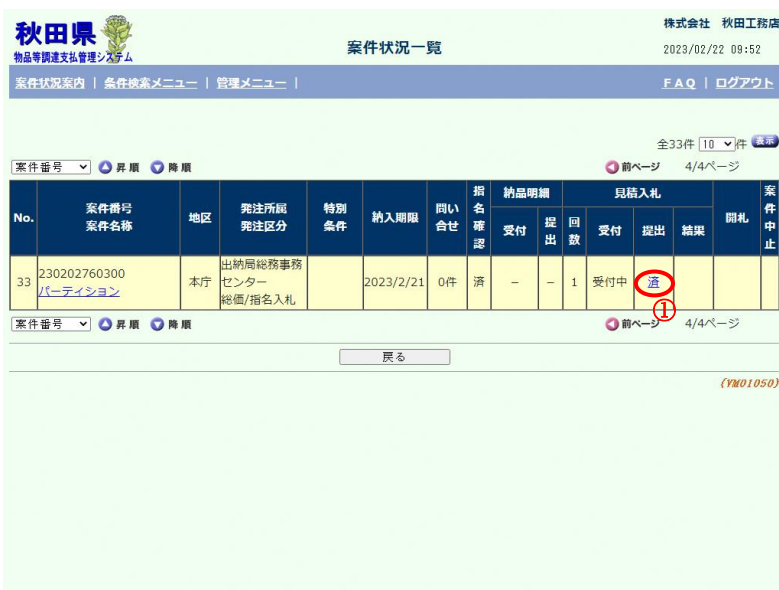 秋田県
物品等調達支払管理システム
案件状況一覧
株式会社 秋田工務店
2023/02/22 09:52
案件状況案内 | 条件検索メニュー | 管理メニュー |
FAQ | ログアウト
全33件 10 件 表示
案件番号 昇順 降順
前ページ 4/4ページ
No.
案件番号
案件名称
地区
発注所属
発注区分
特別
条件
納入期限
問い
合せ
指名確認
納品明細
受付
提出
見積入札
回数
受付
提出
結果
開札
案件中止
33
230202760300
パーティション
本庁
出納局総務事務
センター
総価/指名入札
2023/2/21
0件
済
－
－
1
受付中
済
①
案件番号 昇順 降順
前ページ 4/4ページ
戻る
(YM01050)